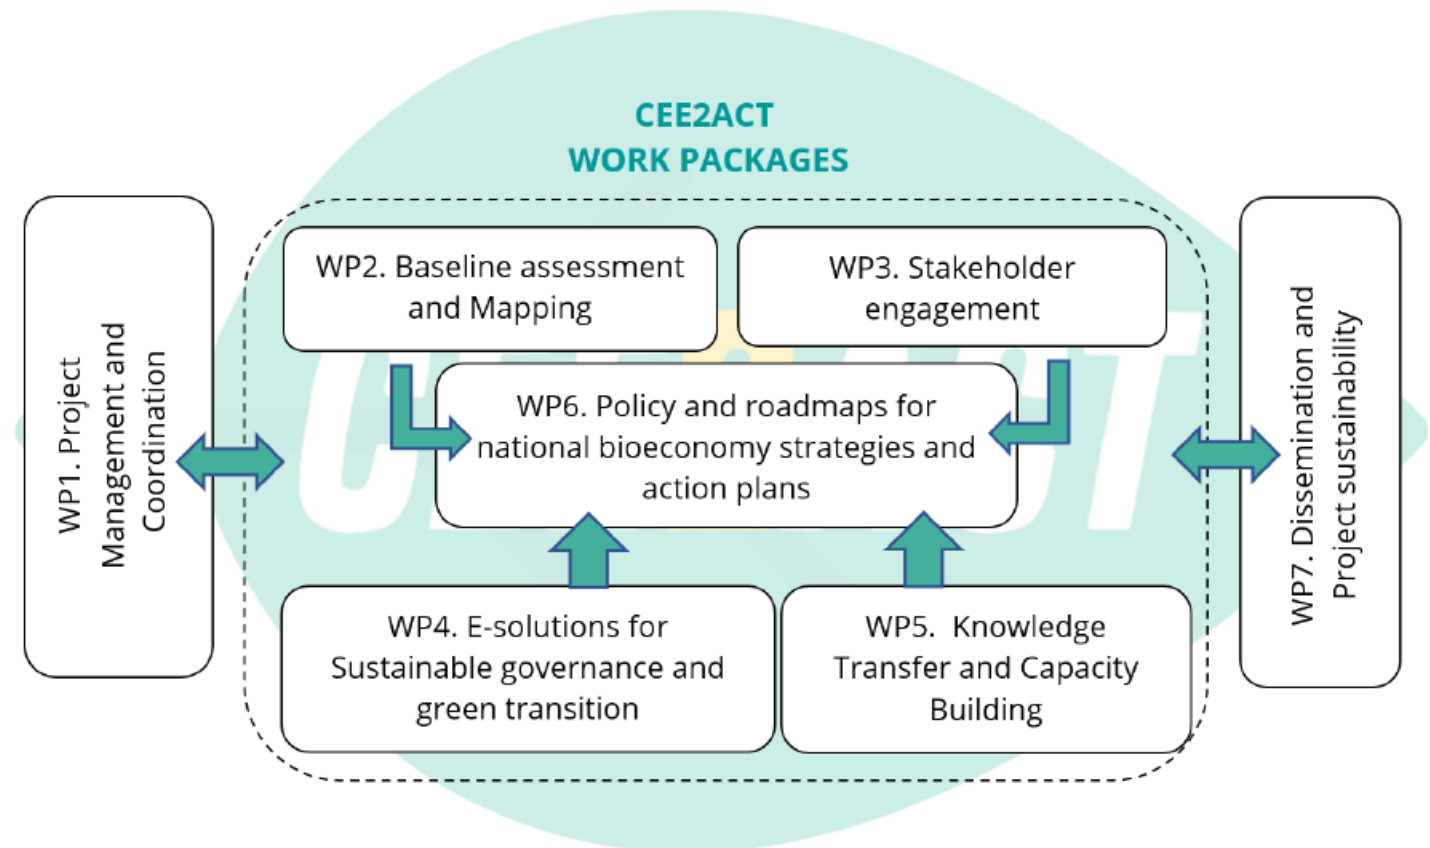 CEE2ACT
WORK PACKAGES
WP1. Project
Management and
Coordination
WP2. Baseline assessment
and Mapping
WP3. Stakeholder
engagement
WP6. Policy and roadmaps for
national bioeconomy strategies and
action plans
WP4. E-solutions for
Sustainable governance and
green transition
WP5. Knowledge
Transfer and Capacity
Building
WP7. Dissemination and
Project sustainability